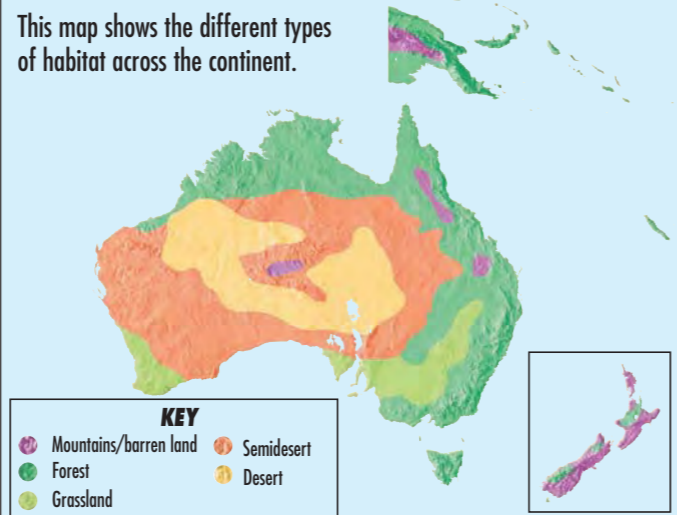 This map shows the different types
of habitat across the continent.
KEY
Mountains/barren land
Forest
Grassland
Semidesert
Desert